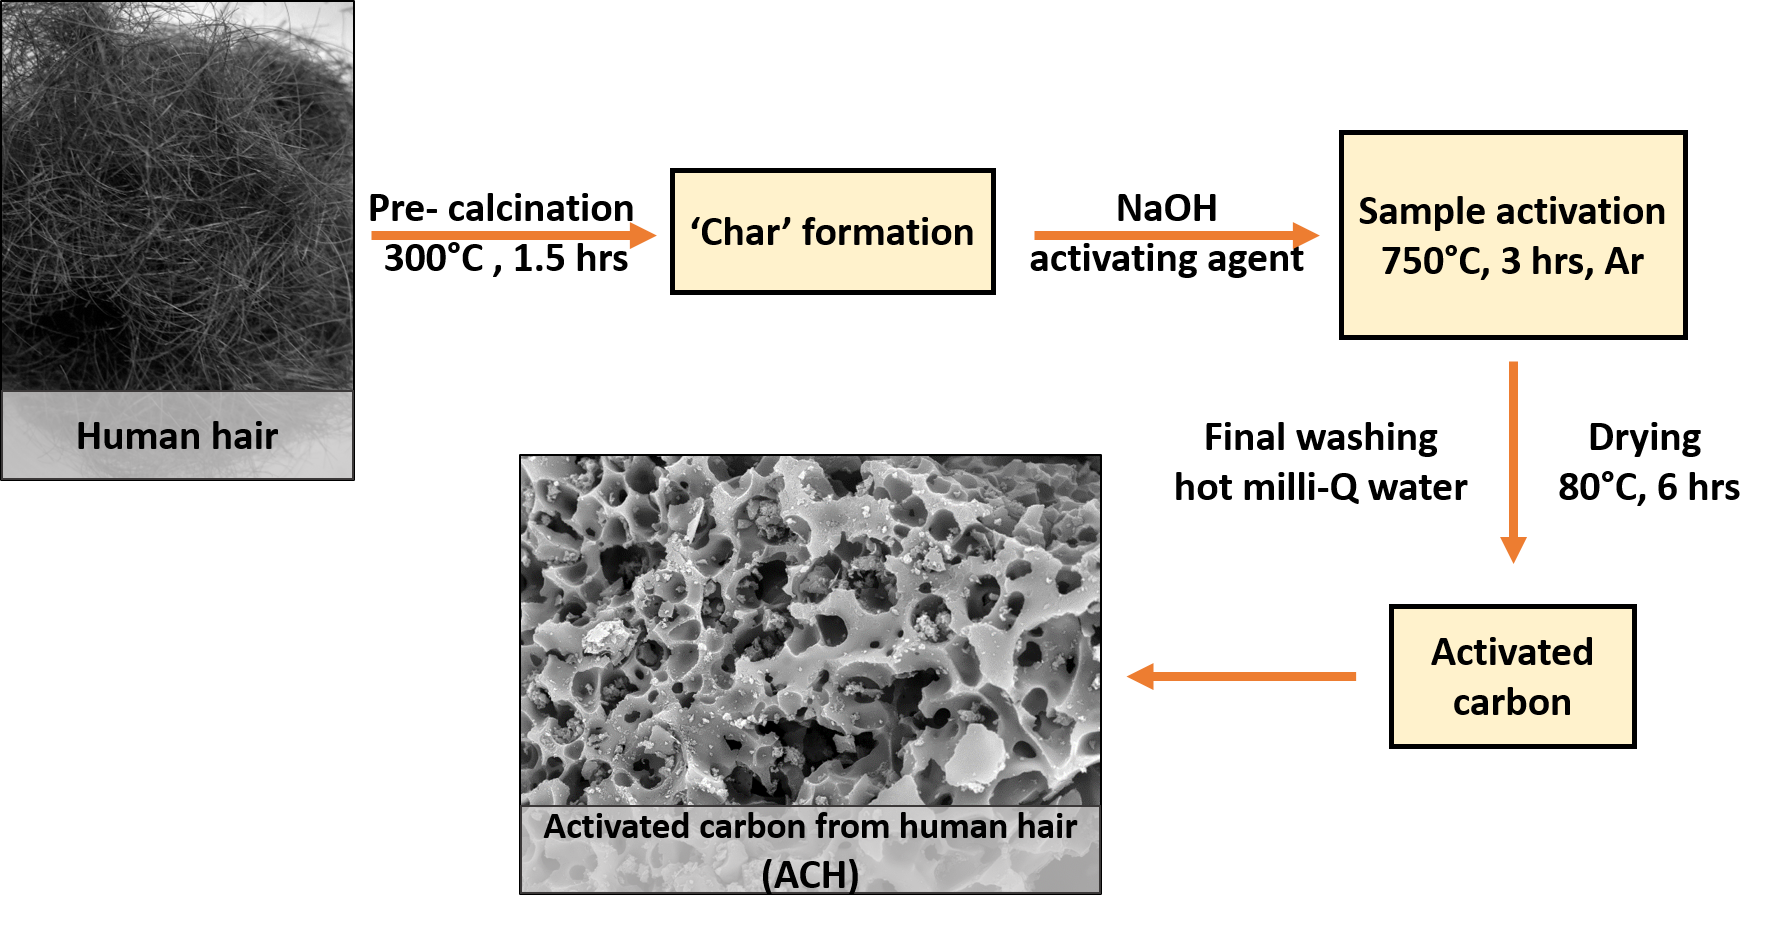 Human hair
Pre- calcination
300°C , 1.5 hrs
‘Char’ formation
NaOH
activating agent
Sample activation
750°C, 3 hrs, Ar
Final washing
hot milli-Q water
Drying
80°C, 6 hrs
Activated
carbon
Activated carbon from human hair
(ACH)